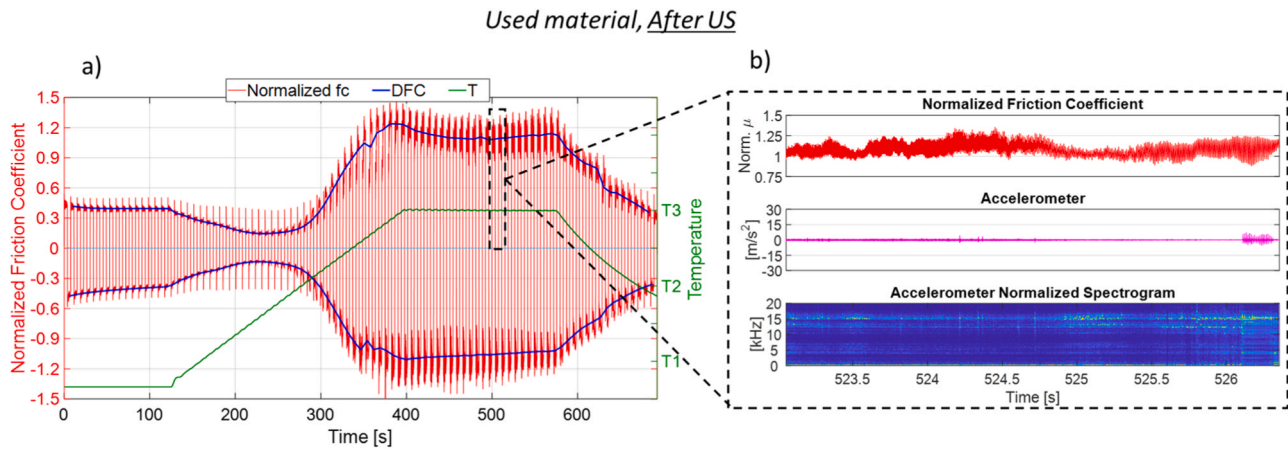 Used material, After US
a)
Normalized fc DFC T
1.5
1.2
0.9
0.6
0.3
0
-0.3
-0.6
-0.9
-1.2
-1.5
Normalized Friction Coefficient
0 100 200 300 400 500 600
Time [s]
T3
T2
T1
Temperature
b)
Normalized Friction Coefficient
Norm. μ
1.5
1.25
1
0.75
Accelerometer
[m/s²]
30
15
0
-15
-30
Accelerometer Normalized Spectrogram
[kHz]
20
15
10
5
0
523.5 524 524.5 525 525.5 526
Time [s]